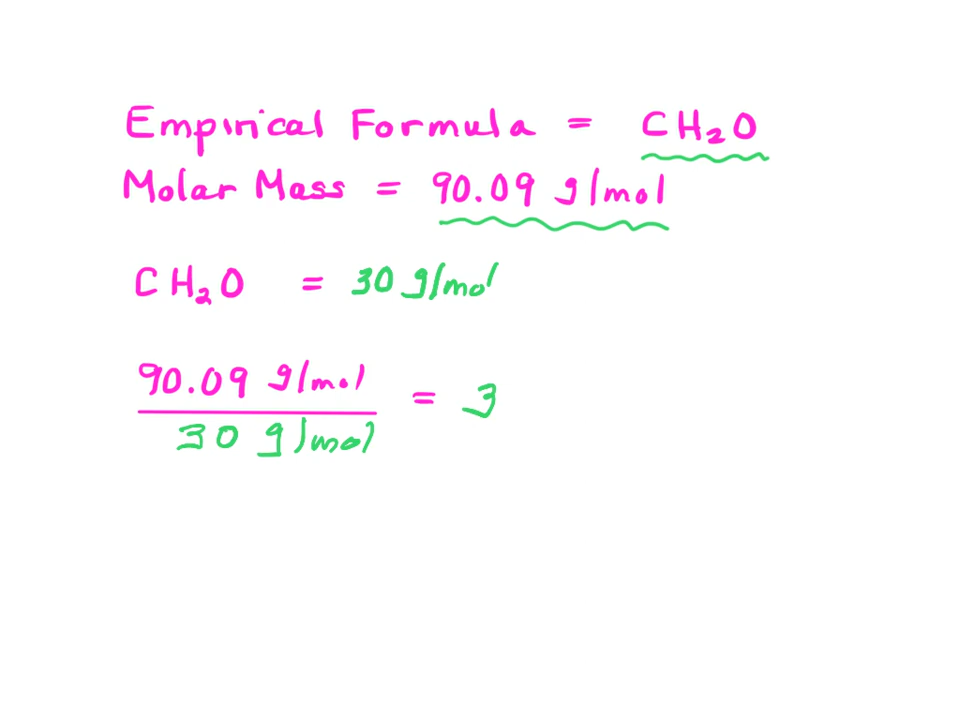 Empirical Formula = CH₂O
Molar Mass = 90.09 g/mol
CH₂O = 30 g/mol
90.09 g/mol
30 g/mol
= 3